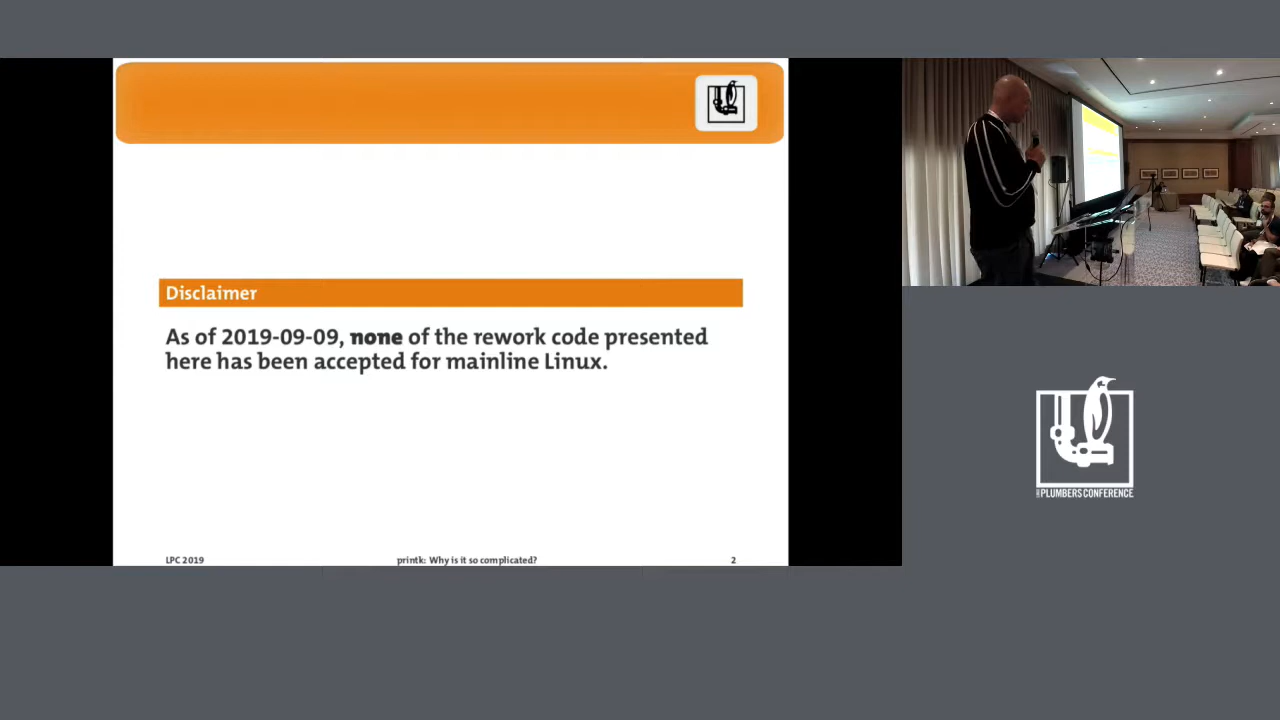 Disclaimer
As of 2019-09-09, none of the rework code presented
here has been accepted for mainline Linux.
LPC 2019
printk: Why is it so complicated?
2
PLUMBERS CONFERENCE